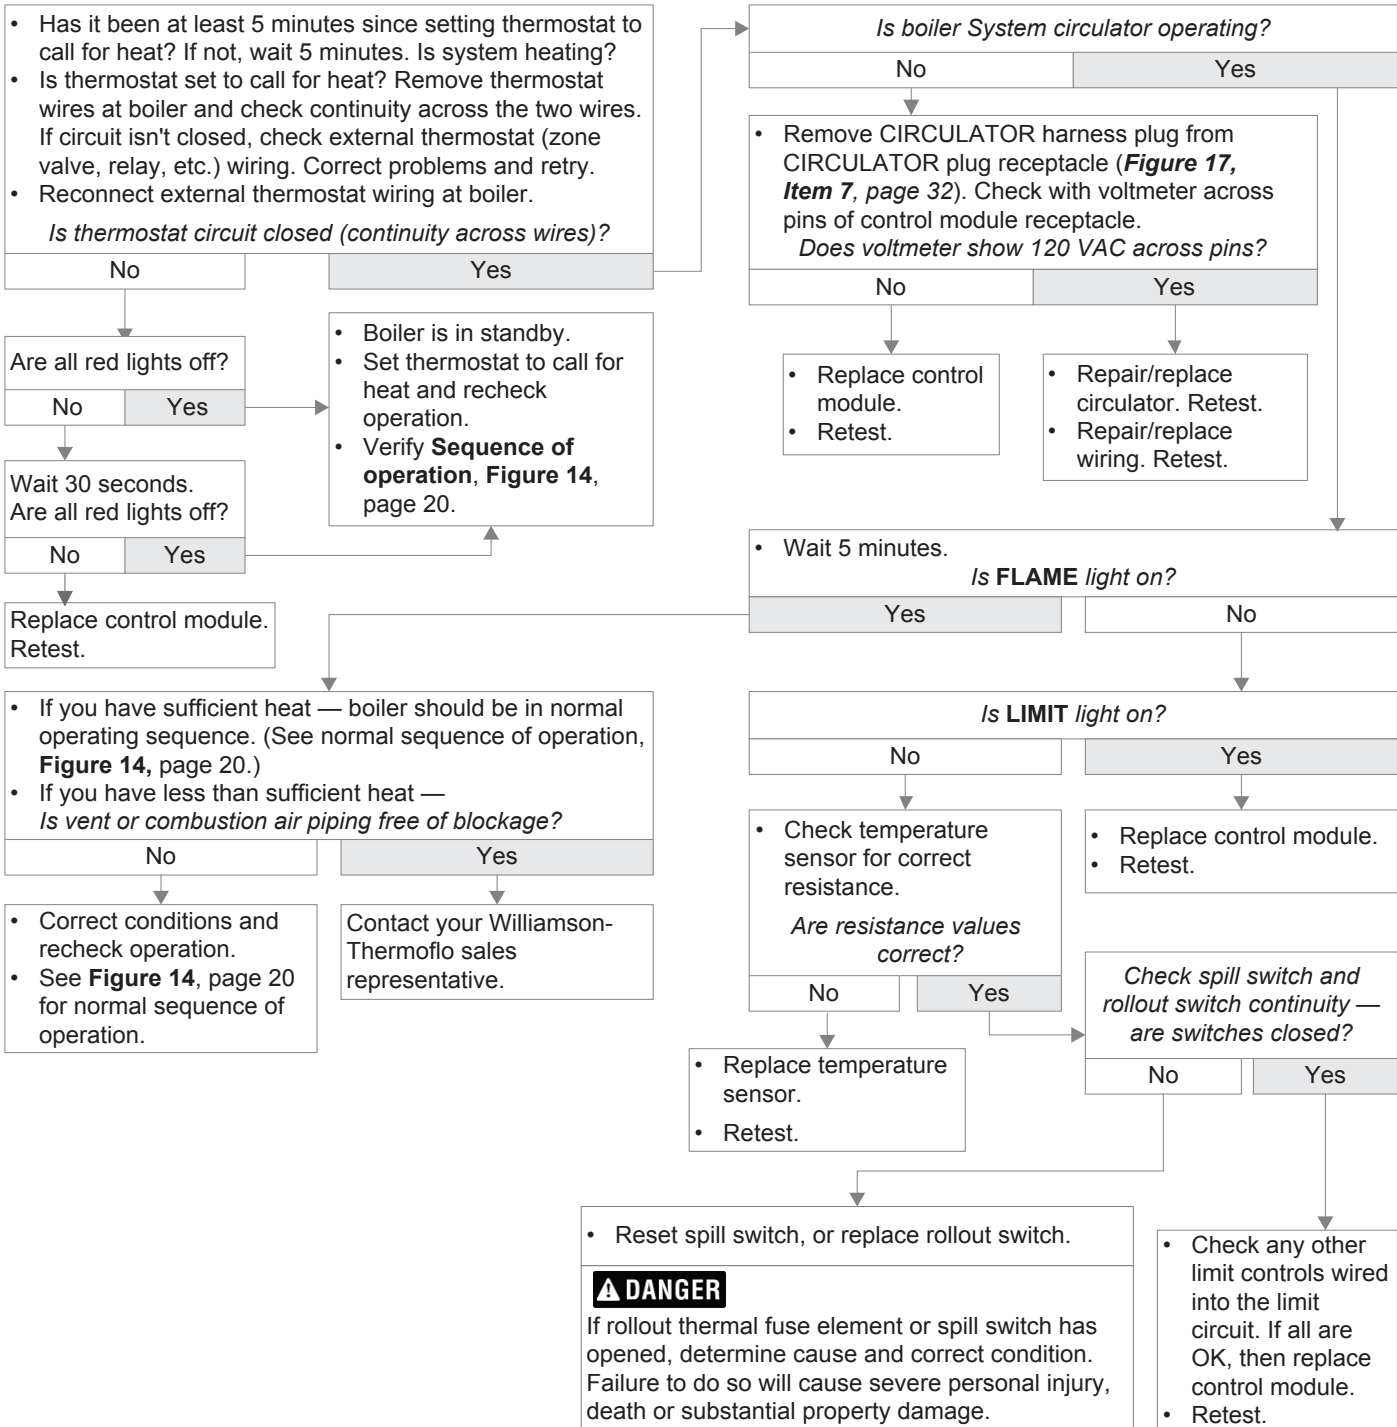 • Has it been at least 5 minutes since setting thermostat to
call for heat? If not, wait 5 minutes. Is system heating?
• Is thermostat set to call for heat? Remove thermostat
wires at boiler and check continuity across the two wires.
If circuit isn't closed, check external thermostat (zone
valve, relay, etc.) wiring. Correct problems and retry.
• Reconnect external thermostat wiring at boiler.
Is thermostat circuit closed (continuity across wires)?
No
Yes
Are all red lights off?
No
Yes
Wait 30 seconds.
Are all red lights off?
No
Yes
Replace control module.
Retest.
• Boiler is in standby.
• Set thermostat to call for
heat and recheck
operation.
• Verify Sequence of
operation, Figure 14,
page 20.
Is boiler System circulator operating?
No
Yes
• Remove CIRCULATOR harness plug from
CIRCULATOR plug receptacle (Figure 17,
Item 7, page 32). Check with voltmeter across
pins of control module receptacle.
Does voltmeter show 120 VAC across pins?
No
Yes
• Replace control
module.
• Retest.
• Repair/replace
circulator. Retest.
• Repair/replace
wiring. Retest.
• Wait 5 minutes.
Is FLAME light on?
Yes
No
• If you have sufficient heat — boiler should be in normal
operating sequence. (See normal sequence of operation,
Figure 14, page 20.)
• If you have less than sufficient heat —
Is vent or combustion air piping free of blockage?
No
Yes
• Correct conditions and
recheck operation.
• See Figure 14, page 20
for normal sequence of
operation.
Contact your Williamson-
Thermoflo sales
representative.
Is LIMIT light on?
No
Yes
• Check temperature
sensor for correct
resistance.
Are resistance values
correct?
No
Yes
• Replace control module.
• Retest.
• Replace temperature
sensor.
• Retest.
Check spill switch and
rollout switch continuity —
are switches closed?
No
Yes
• Reset spill switch, or replace rollout switch.
DANGER
If rollout thermal fuse element or spill switch has
opened, determine cause and correct condition.
Failure to do so will cause severe personal injury,
death or substantial property damage.
• Check any other
limit controls wired
into the limit
circuit. If all are
OK, then replace
control module.
• Retest.